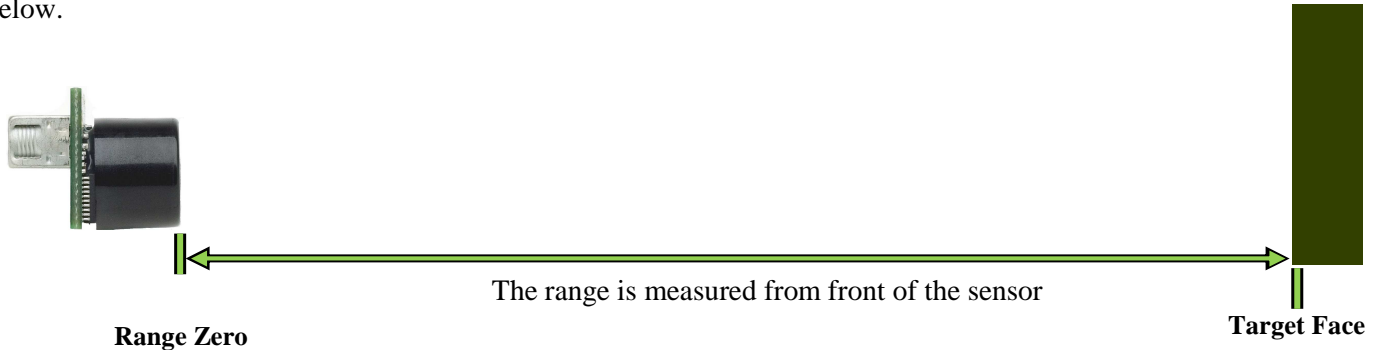 elow.
The range is measured from front of the sensor
Range Zero
Target Face